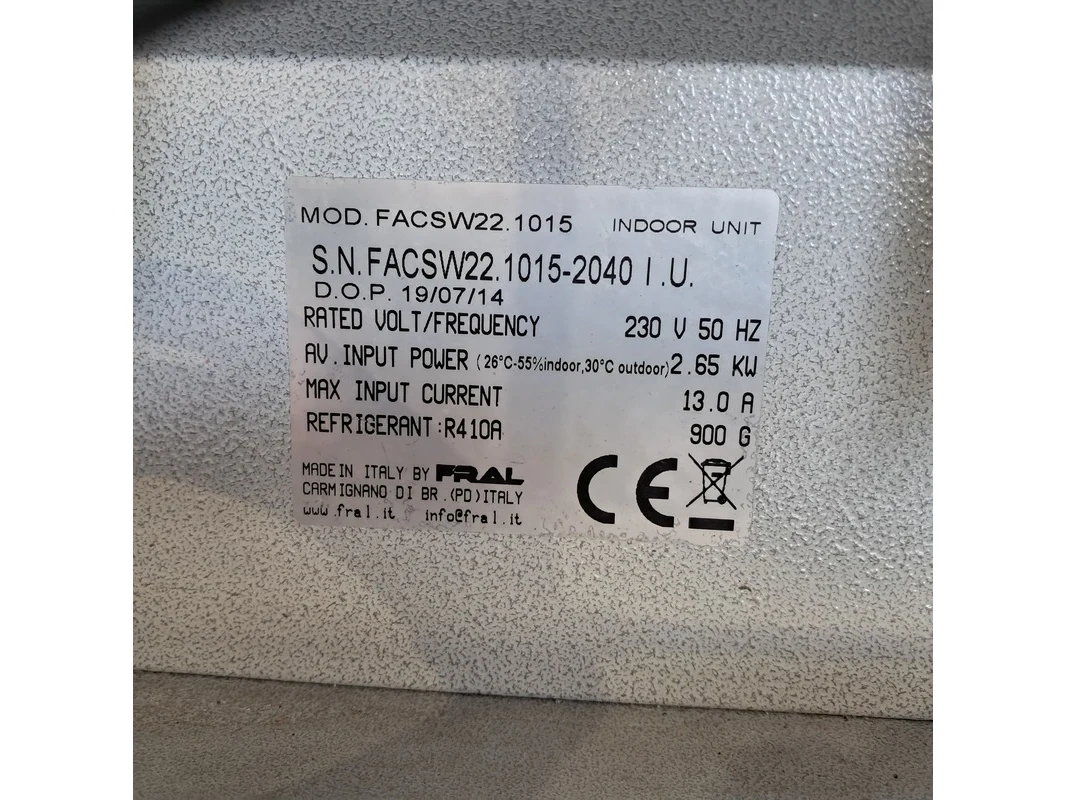 MOD. FACSW22.1015 INDOOR UNIT
S.N.FACSW22.1015-2040 I.U.
D.O.P. 19/07/14
RATED VOLT/FREQUENCY 230 V 50 HZ
AV.INPUT POWER (26°C-55%indoor,30°C outdoor) 2.65 KW
MAX INPUT CURRENT 13.0 A
REFRIGERANT:R410A 900 G
MADE IN ITALY BY FRAL
CARMIGNANO DI BR.(PD)ITALY
www.fral.it info@fral.it
CE